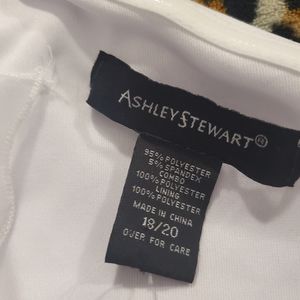 ASHLEY STEWART®
95% POLYESTER
5% SPANDEX
COMBO
100% POLYESTER
LINING
100% POLYESTER
MADE IN CHINA
18/20
OVER FOR CARE